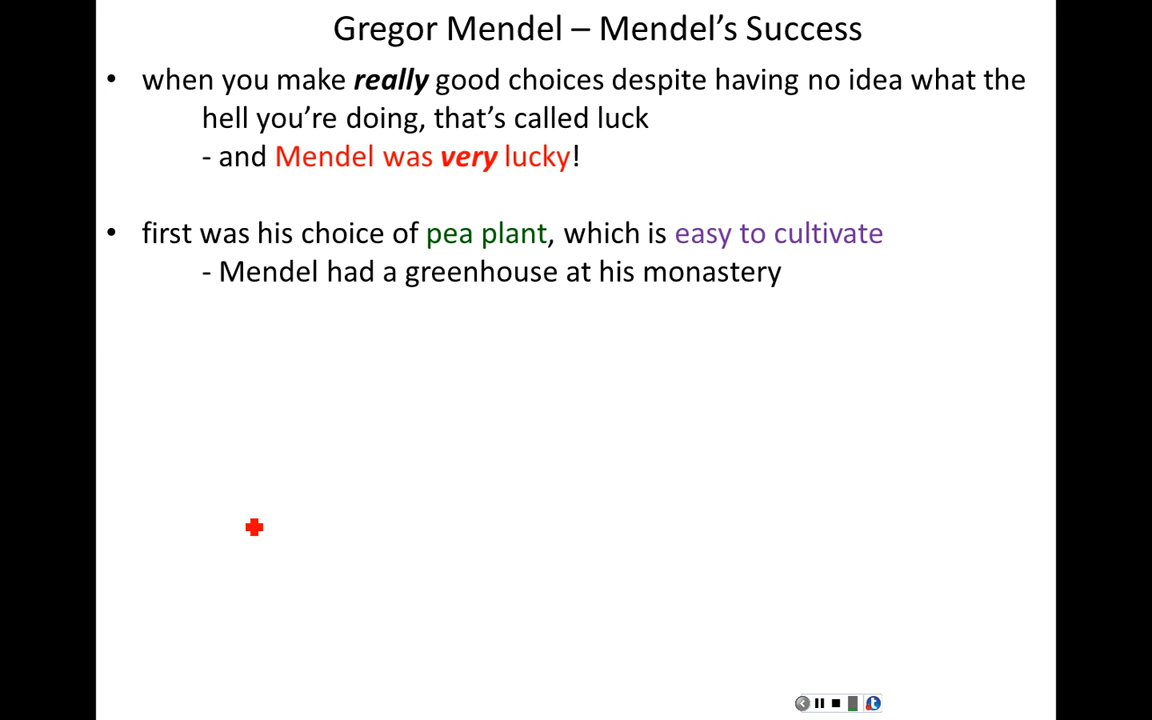 Gregor Mendel – Mendel’s Success
• when you make really good choices despite having no idea what the
hell you’re doing, that’s called luck
- and Mendel was very lucky!
• first was his choice of pea plant, which is easy to cultivate
- Mendel had a greenhouse at his monastery